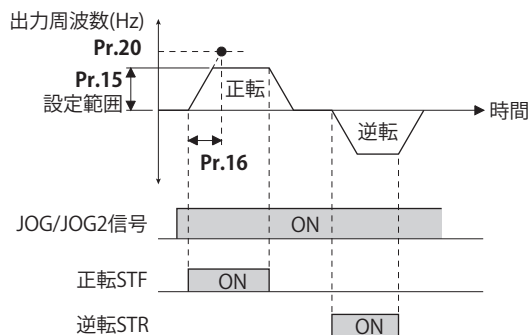 出力周波数(Hz)
Pr.20
Pr.15
設定範囲
正転
時間
逆転
Pr.16
JOG/JOG2信号
ON
正転STF
ON
逆転STR
ON